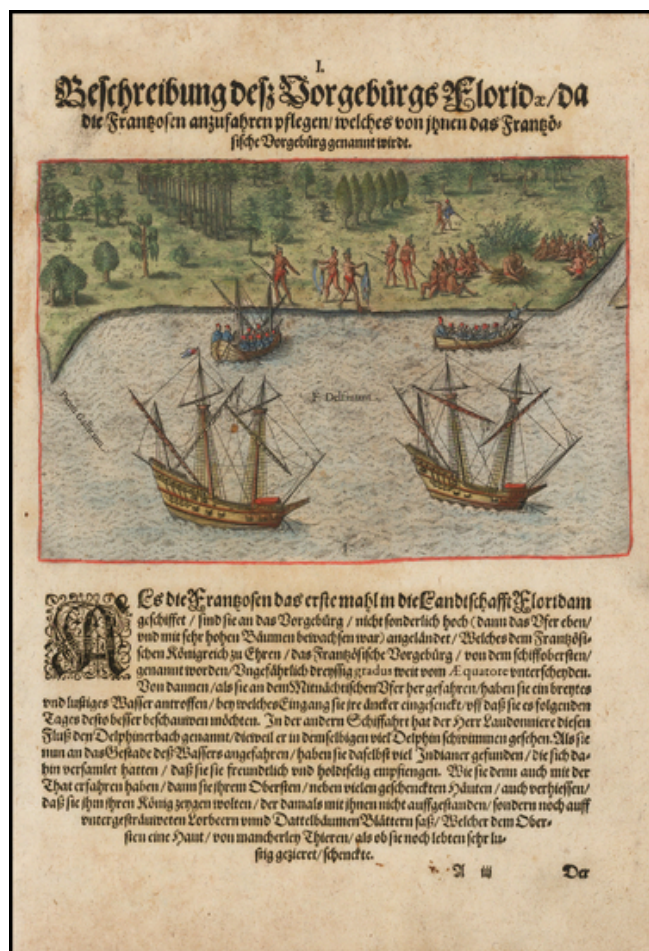 I.
Beschreibung deß Vorgebürgs Floridæ/da
die Frantzosen anzufahren pflegen/welches von jhnen das Frantzö-
sische Vorgebürg genannt wirdt.
F. Delfinum.
I
ALs die Frantzosen das erste mahl in die Landtschafft Floridam
geschiffet/sind sie an das Vorgebürg/nicht sonderlich hoch (dann das Vfer eben/
vnd mit sehr hohen Bäumen bewachsen war) angeländet/Welches dem Frantzösi-
schen Königreich zu Ehren/das Frantzösische Vorgebürg/von dem schiffobersten/
genannt worden/Vngefährlich dreyssig gradus weit vom Æquatore vnterscheyden.
Von dannen/als sie an dem Mitnächtischen Vfer her gefahren/haben sie ein breytes
vnd lustiges Wasser antroffen/bey welches Eingang sie jre äncker eingesenckt/vff daß sie es folgenden
Tages desto besser beschauwen möchten. In der andern Schiffahrt hat der Herr Laudonniere diesen
Fluß den Delphinerbach genannt/dieweil er in demselbigen viel Delphin schwimmen gesehen. Als sie
nun an das Gestade deß Wassers angefahren/haben sie daselbst viel Indianer gefunden/die sich da-
hin versamlet hatten/daß sie sie freundtlich vnd holdtselig empfiengen. Wie sie denn auch mit der
That erfahren haben/dann sie jhrem Obersten/neben vielen geschenckten Häuten/auch verhiessen/
daß sie jhm jhren König zeygen wolten/der damals mit jhnen nicht auffgestanden/sondern noch auff
vntergesträuweten Lorbeern vnnd Dattelbäumen Blättern saß/Welcher dem Ober-
sten eine Haut/von mancherley Thieren/als ob sie noch lebten sehr lu-
stig gezieret/schenckte.
A iij Der